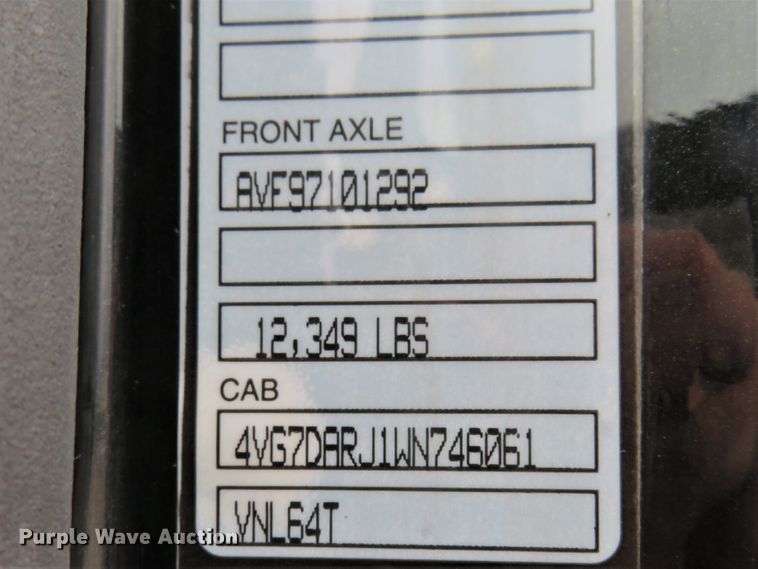 FRONT AXLE
AVF97101292
12,349 LBS
CAB
4VG7DARJ1WN746061
VNL64T
Purple Wave Auction